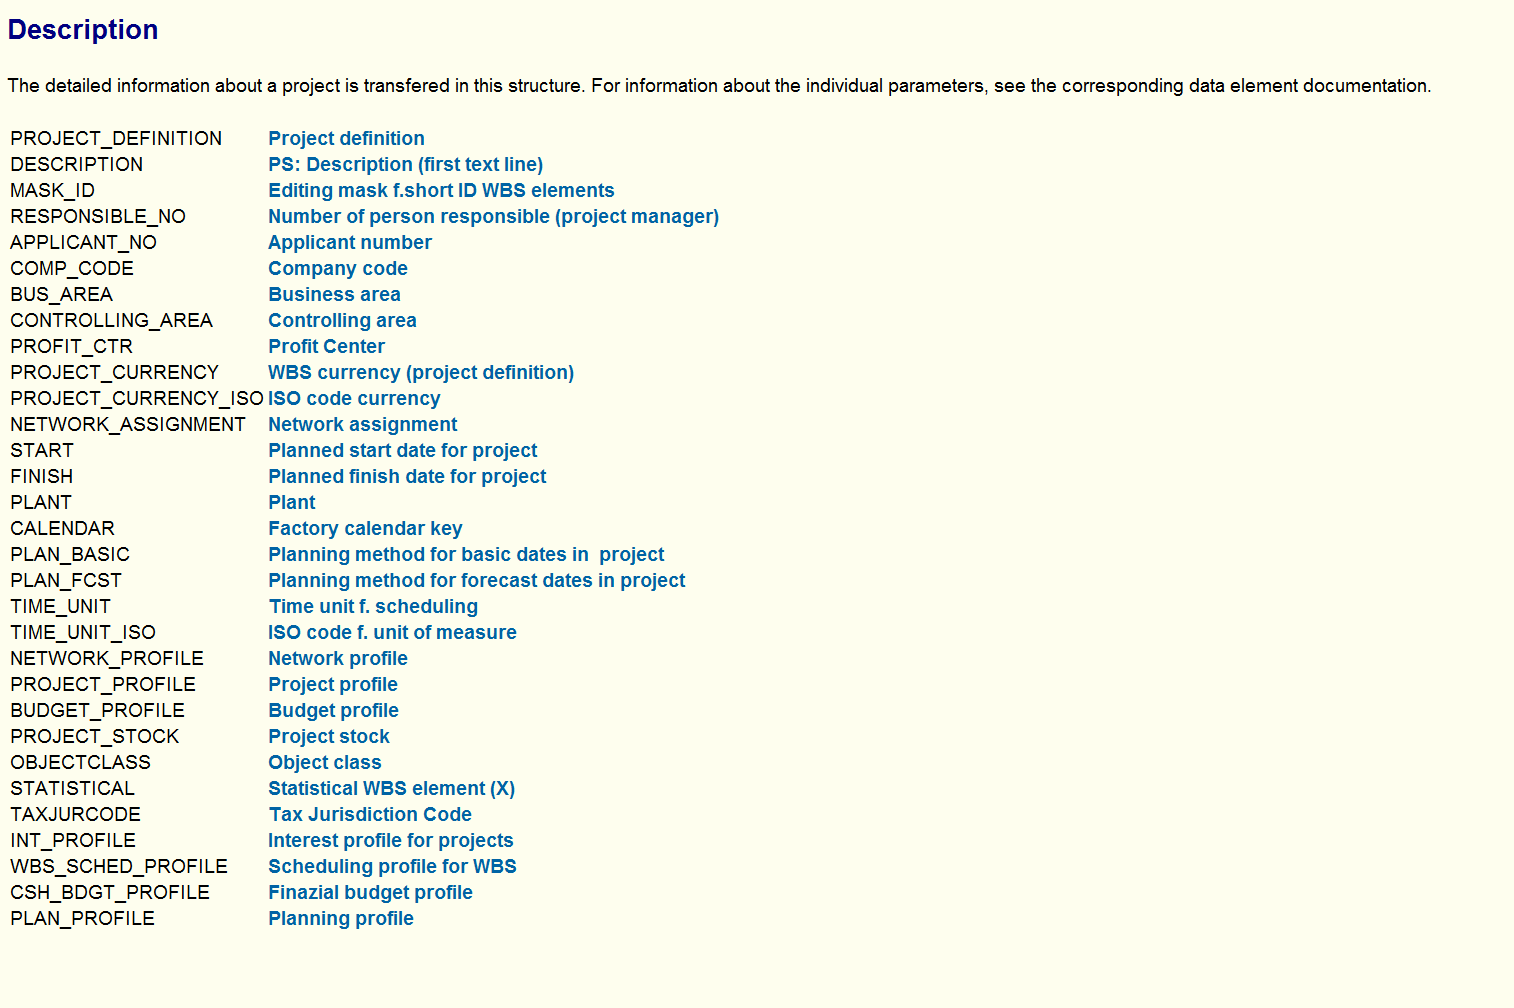 Description
The detailed information about a project is transfered in this structure. For information about the individual parameters, see the corresponding data element documentation.
PROJECT_DEFINITION Project definition
DESCRIPTION PS: Description (first text line)
MASK_ID Editing mask f.short ID WBS elements
RESPONSIBLE_NO Number of person responsible (project manager)
APPLICANT_NO Applicant number
COMP_CODE Company code
BUS_AREA Business area
CONTROLLING_AREA Controlling area
PROFIT_CTR Profit Center
PROJECT_CURRENCY WBS currency (project definition)
PROJECT_CURRENCY_ISO ISO code currency
NETWORK_ASSIGNMENT Network assignment
START Planned start date for project
FINISH Planned finish date for project
PLANT Plant
CALENDAR Factory calendar key
PLAN_BASIC Planning method for basic dates in  project
PLAN_FCST Planning method for forecast dates in project
TIME_UNIT Time unit f. scheduling
TIME_UNIT_ISO ISO code f. unit of measure
NETWORK_PROFILE Network profile
PROJECT_PROFILE Project profile
BUDGET_PROFILE Budget profile
PROJECT_STOCK Project stock
OBJECTCLASS Object class
STATISTICAL Statistical WBS element (X)
TAXJURCODE Tax Jurisdiction Code
INT_PROFILE Interest profile for projects
WBS_SCHED_PROFILE Scheduling profile for WBS
CSH_BDGT_PROFILE Finazial budget profile
PLAN_PROFILE Planning profile